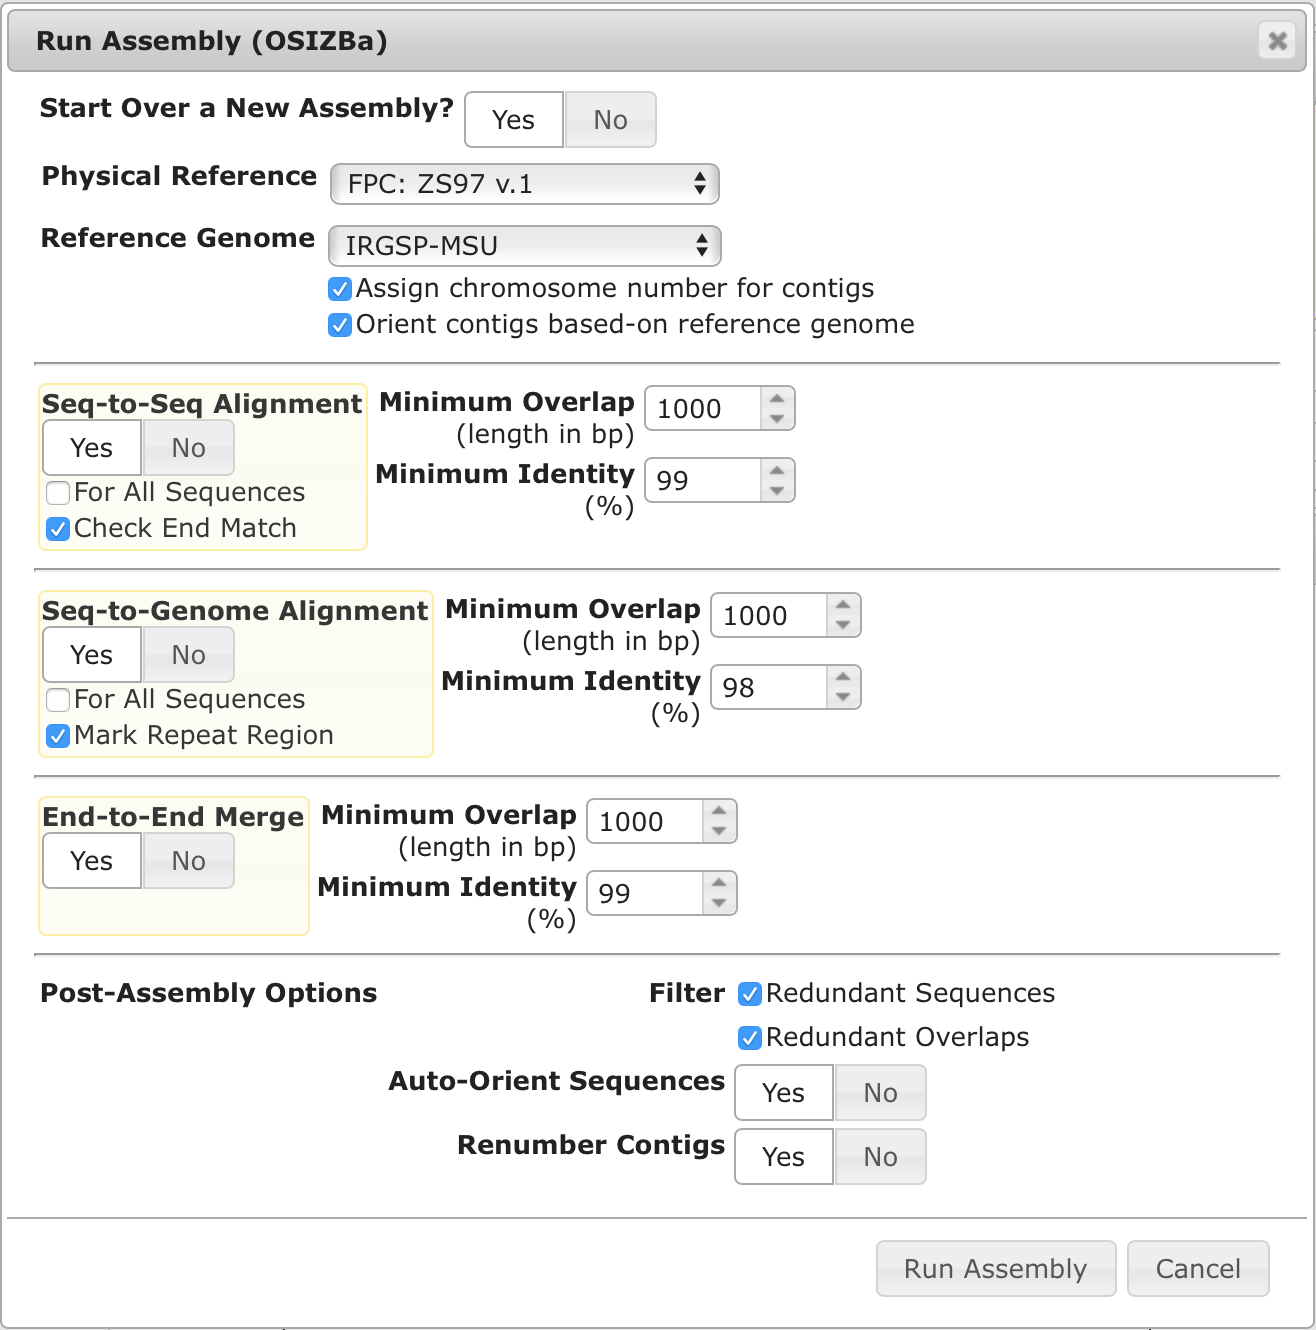 Run Assembly (OSIZBa)
Start Over a New Assembly? Yes No
Physical Reference FPC: ZS97 v.1
Reference Genome IRGSP-MSU
Assign chromosome number for contigs
Orient contigs based-on reference genome
Seq-to-Seq Alignment
Yes No
For All Sequences
Check End Match
Minimum Overlap 1000
(length in bp)
Minimum Identity 99
(%)
Seq-to-Genome Alignment
Yes No
For All Sequences
Mark Repeat Region
Minimum Overlap 1000
(length in bp)
Minimum Identity 98
(%)
End-to-End Merge
Yes No
Minimum Overlap 1000
(length in bp)
Minimum Identity 99
(%)
Post-Assembly Options Filter Redundant Sequences
Redundant Overlaps
Auto-Orient Sequences Yes No
Renumber Contigs Yes No
Run Assembly Cancel